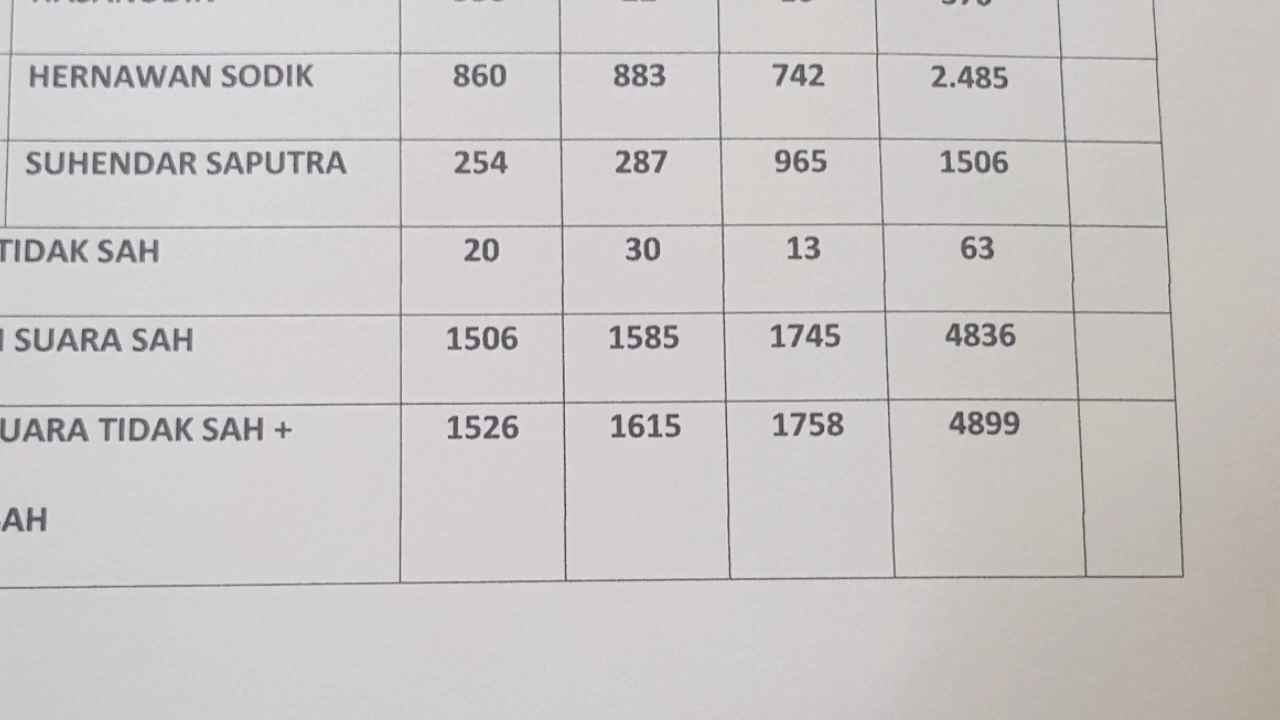 HERNAWAN SODIK 860 883 742 2.485
SUHENDAR SAPUTRA 254 287 965 1506
TIDAK SAH 20 30 13 63
SUARA SAH 1506 1585 1745 4836
UARA TIDAK SAH + 1526 1615 1758 4899
AH